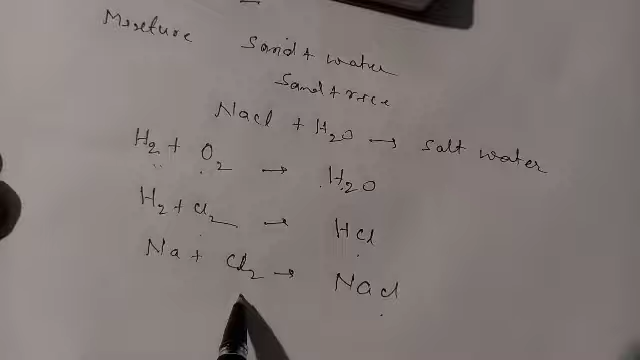 Mixture Sand + water
Sand + rice
NaCl + H2O → Salt water
H2 + O2 → H2O
H2 + Cl2 → HCl
Na + Cl2 → NaCl